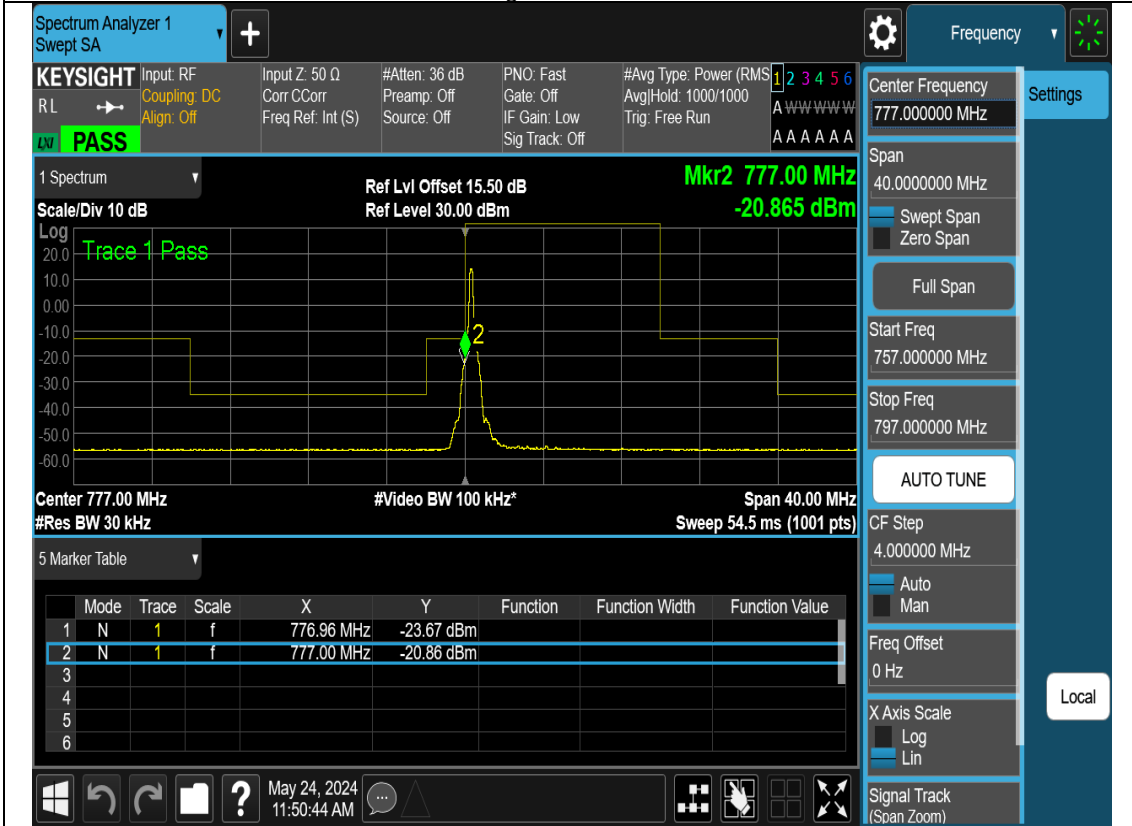 Spectrum Analyzer 1
Swept SA
+
Frequency
KEYSIGHT
RL
LXI
PASS
Input: RF
Coupling: DC
Align: Off
Input Z: 50 Ω
Corr CCorr
Freq Ref: Int (S)
#Atten: 36 dB
Preamp: Off
Source: Off
PNO: Fast
Gate: Off
IF Gain: Low
Sig Track: Off
#Avg Type: Power (RMS
Avg|Hold: 1000/1000
Trig: Free Run
1 2 3 4 5 6
A W W W W W
A A A A A A
1 Spectrum
Scale/Div 10 dB
Ref Lvl Offset 15.50 dB
Ref Level 30.00 dBm
Mkr2 777.00 MHz
-20.865 dBm
Log
Trace 1 Pass
20.0
10.0
0.00
-10.0
-20.0
-30.0
-40.0
-50.0
-60.0
2
Center 777.00 MHz
#Video BW 100 kHz*
Span 40.00 MHz
#Res BW 30 kHz
Sweep 54.5 ms (1001 pts)
5 Marker Table
Mode Trace Scale X Y Function Function Width Function Value
1 N 1 f 776.96 MHz -23.67 dBm
2 N 1 f 777.00 MHz -20.86 dBm
3
4
5
6
?
May 24, 2024
11:50:44 AM
Center Frequency
777.000000 MHz
Settings
Span
40.0000000 MHz
Swept Span
Zero Span
Full Span
Start Freq
757.000000 MHz
Stop Freq
797.000000 MHz
AUTO TUNE
CF Step
4.000000 MHz
Auto
Man
Freq Offset
0 Hz
Local
X Axis Scale
Log
Lin
Signal Track
(Span Zoom)